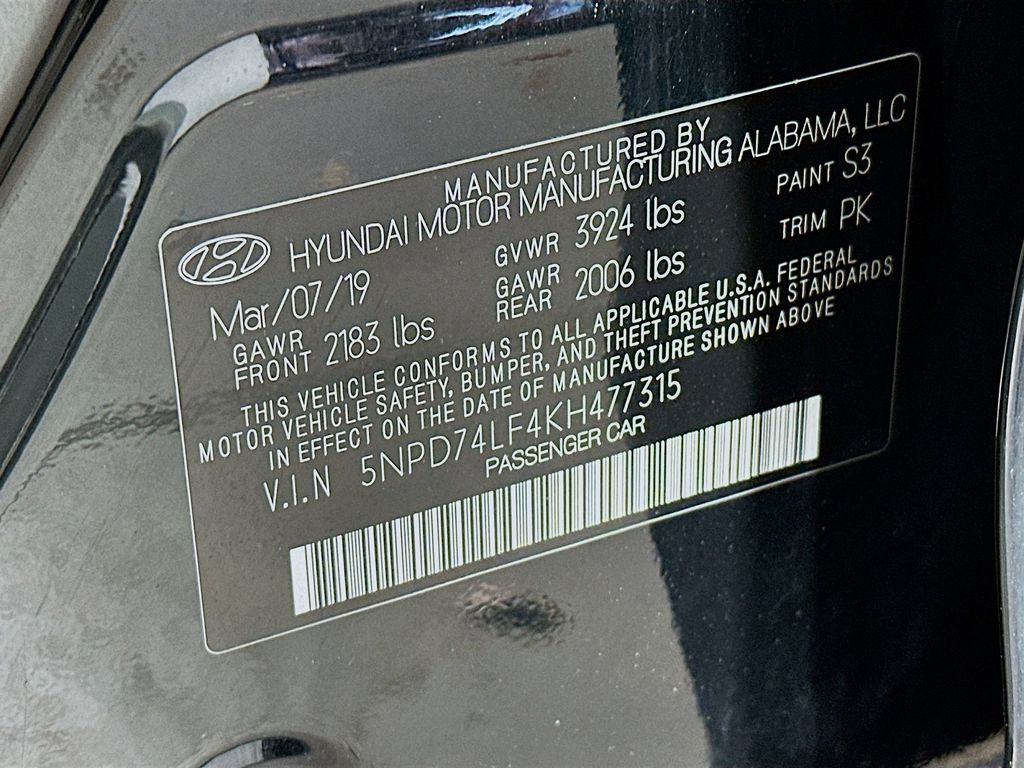 MANUFACTURED BY
HYUNDAI MOTOR MANUFACTURING ALABAMA, LLC
Mar/07/19 GVWR 3924 lbs PAINT S3
GAWR FRONT 2183 lbs GAWR REAR 2006 lbs TRIM PK
THIS VEHICLE CONFORMS TO ALL APPLICABLE U.S.A. FEDERAL
MOTOR VEHICLE SAFETY, BUMPER, AND THEFT PREVENTION STANDARDS
IN EFFECT ON THE DATE OF MANUFACTURE SHOWN ABOVE
V.I.N 5NPD74LF4KH477315
PASSENGER CAR